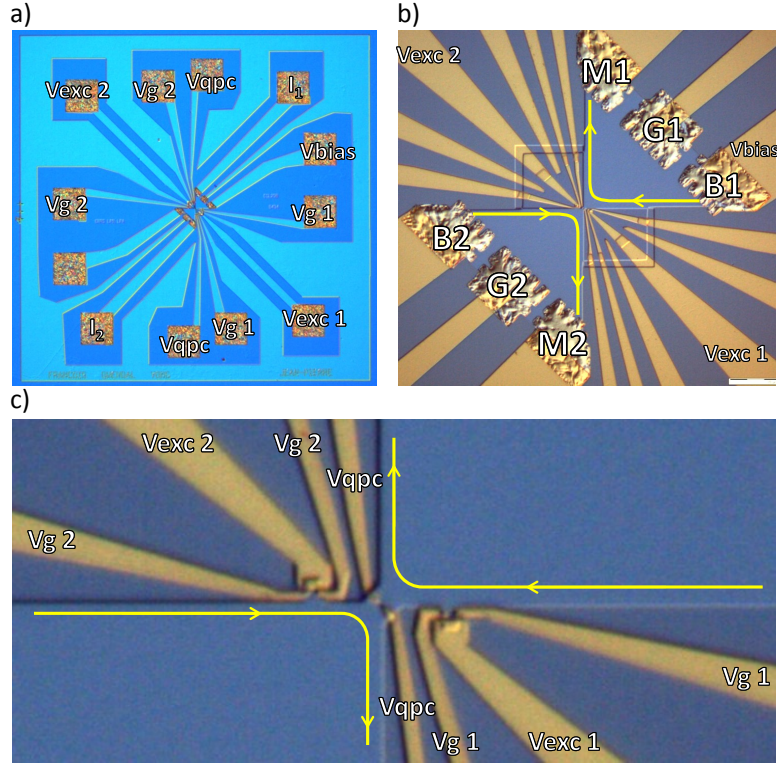 a)
Vexc 2
Vg 2
Vqpc
I₁
Vbias
Vg 2
Vg 1
I₂
Vqpc
Vg 1
Vexc 1
b)
Vexc 2
M1
G1
Vbias
B1
B2
G2
M2
Vexc 1
c)
Vexc 2
Vg 2
Vqpc
Vg 2
Vqpc
Vg 1
Vg 1
Vexc 1